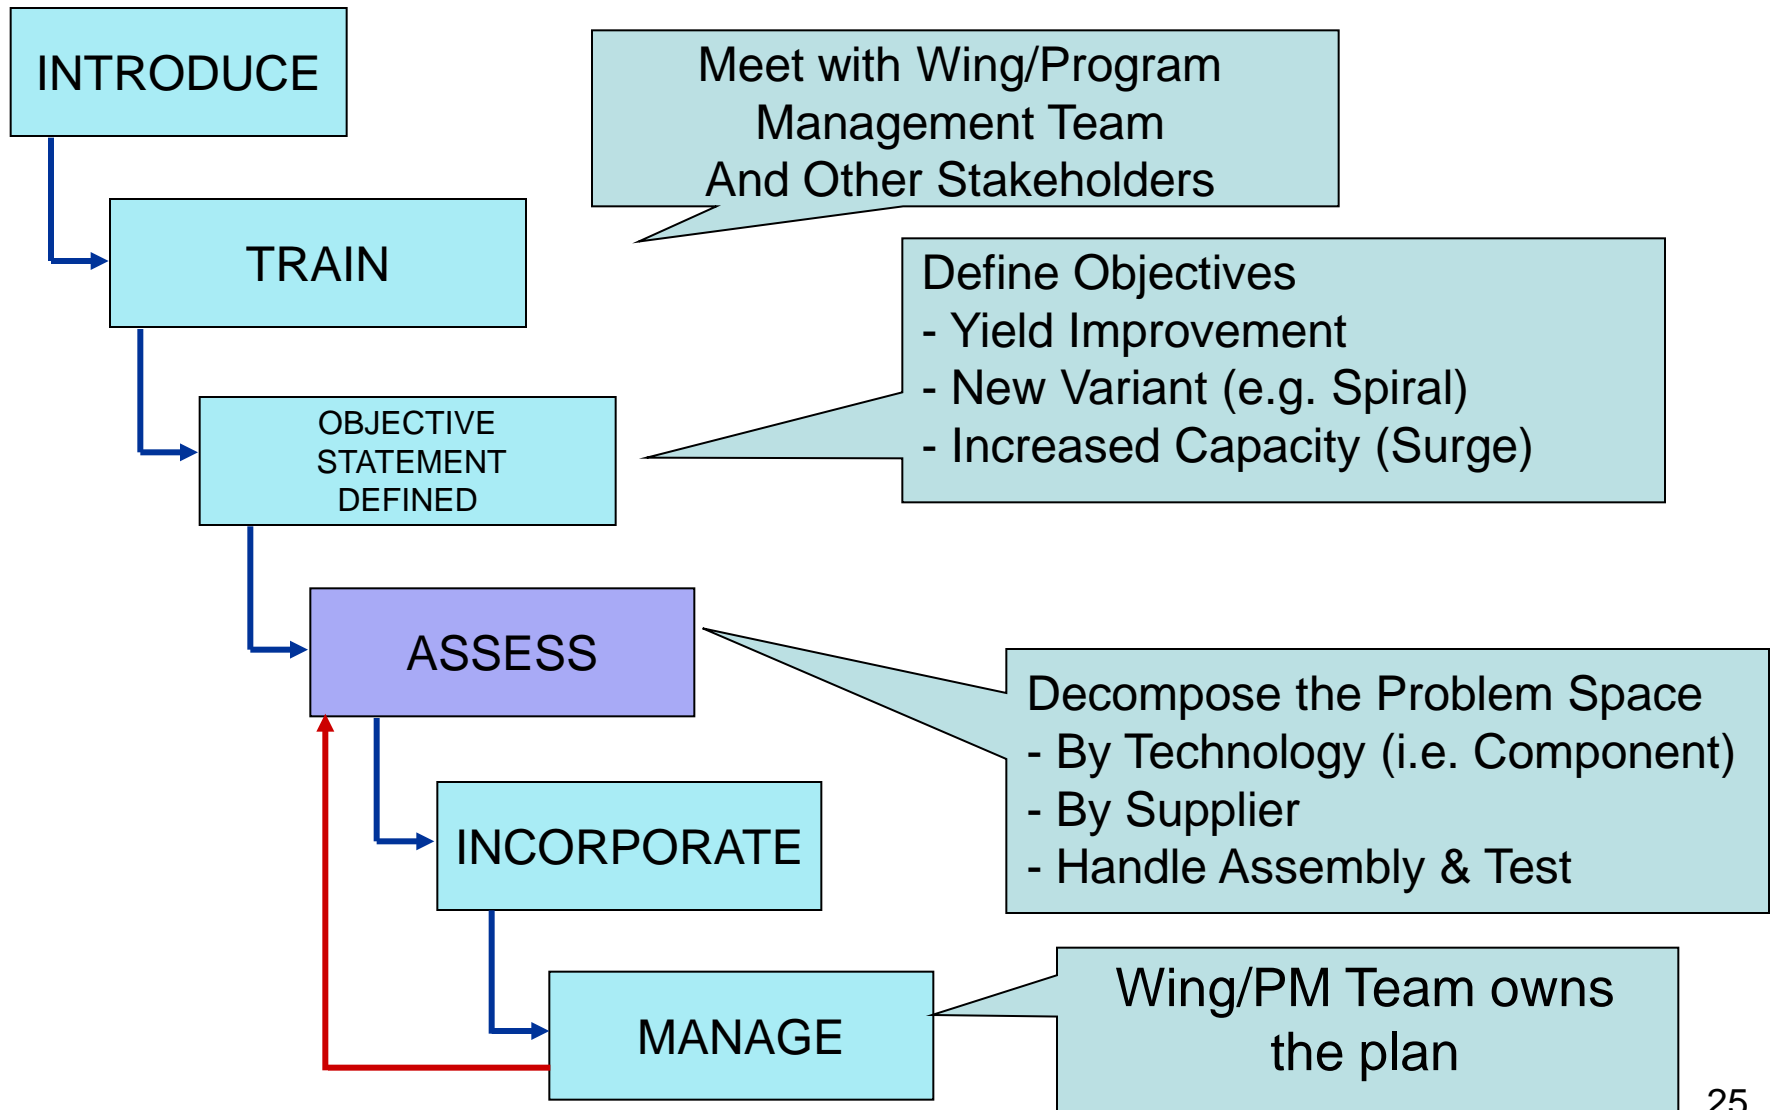 INTRODUCE
Meet with Wing/Program
Management Team
And Other Stakeholders
TRAIN
Define Objectives
- Yield Improvement
- New Variant (e.g. Spiral)
- Increased Capacity (Surge)
OBJECTIVE
STATEMENT
DEFINED
ASSESS
Decompose the Problem Space
- By Technology (i.e. Component)
- By Supplier
- Handle Assembly & Test
INCORPORATE
Wing/PM Team owns
the plan
MANAGE
25